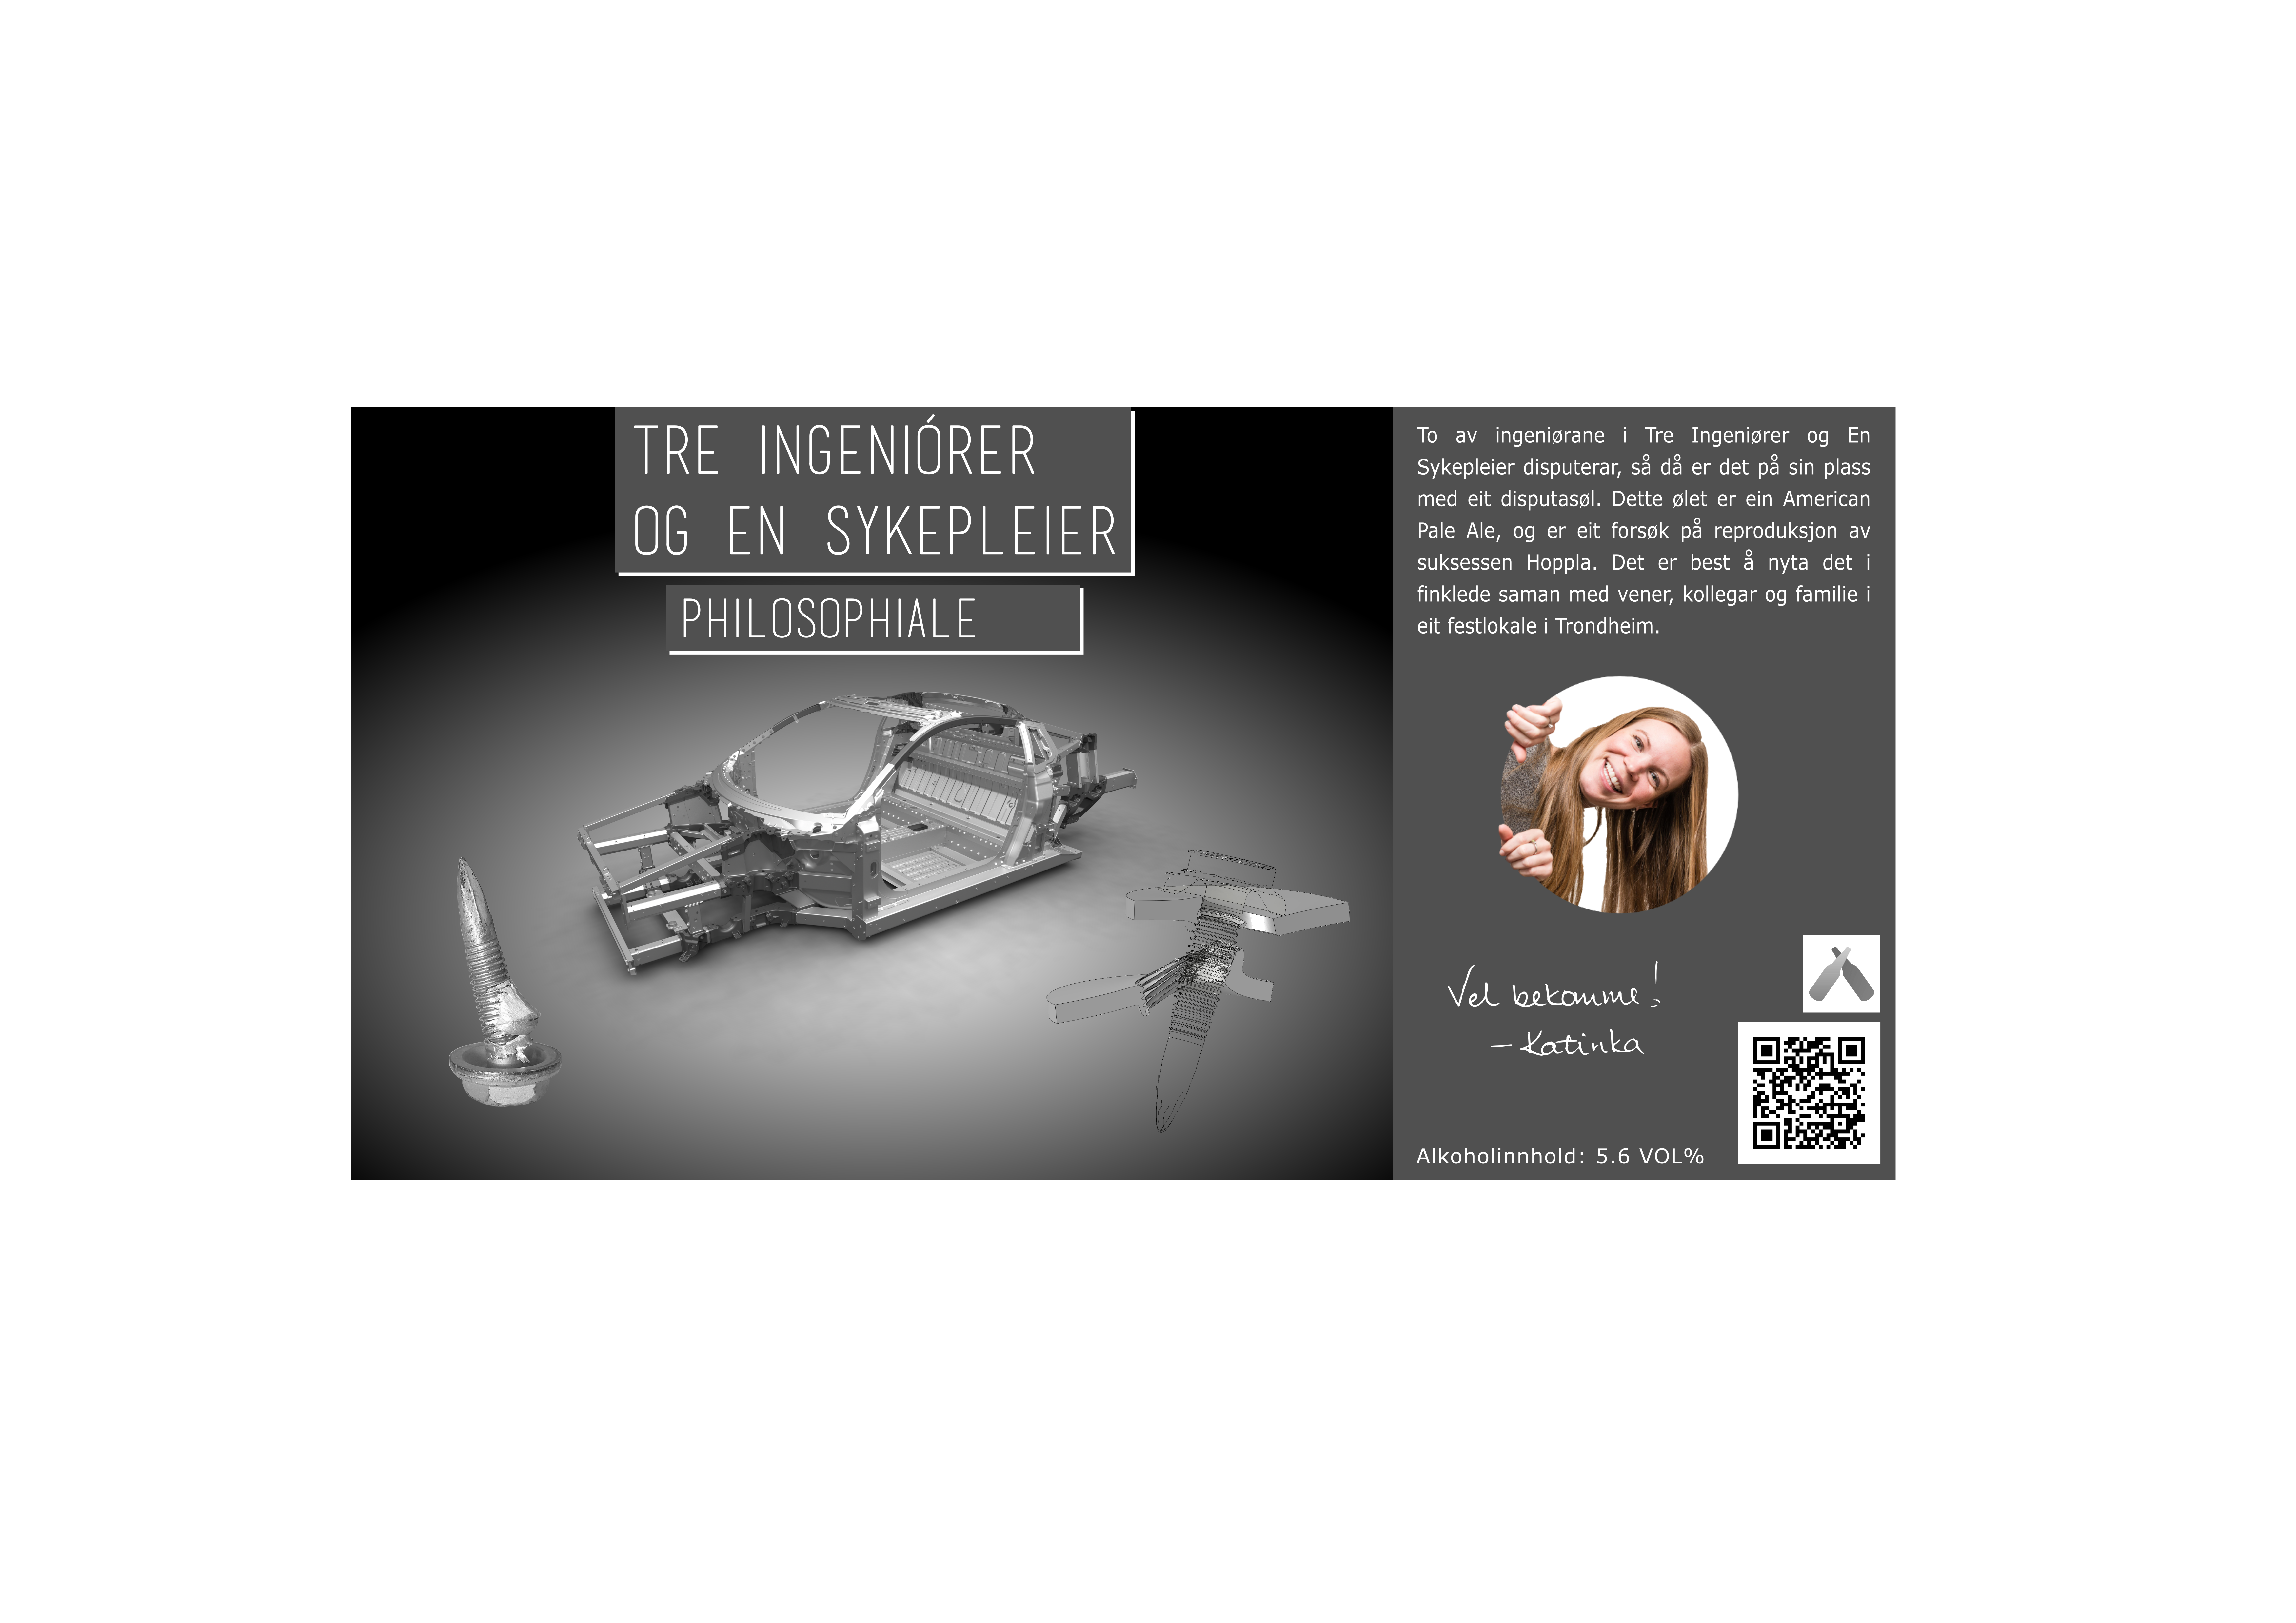 TRE INGENIÓRER
OG EN SYKEPLEIER
PHILOSOPHIALE
To av ingeniørane i Tre Ingeniører og En
Sykepleier disputerar, så då er det på sin plass
med eit disputasøl. Dette ølet er ein American
Pale Ale, og er eit forsøk på reproduksjon av
suksessen Hoppla. Det er best å nyta det i
finklede saman med vener, kollegar og familie i
eit festlokale i Trondheim.
Vel bekomme!
- Katinka
Alkoholinnhold: 5.6 VOL%